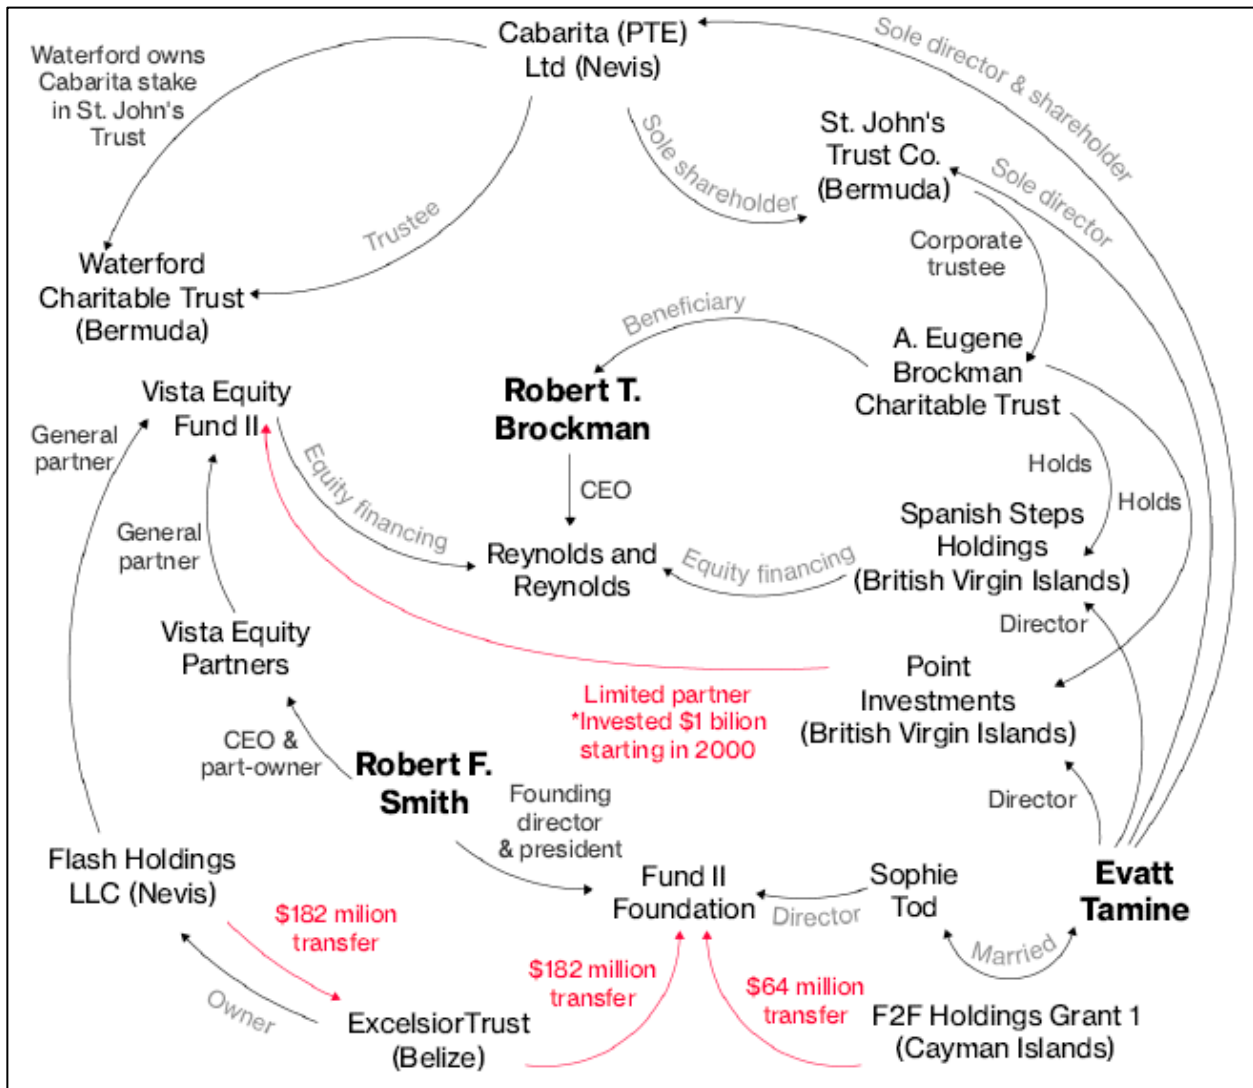 Cabarita (PTE)
Ltd (Nevis)
Waterford owns
Cabarita stake
in St. John's
Trust
Sole director & shareholder
St. John's
Trust Co.
(Bermuda)
Sole shareholder
Sole director
Trustee
Corporate
trustee
Waterford
Charitable Trust
(Bermuda)
Beneficiary
A. Eugene
Brockman
Charitable Trust
Robert T.
Brockman
Vista Equity
Fund II
General
partner
CEO
Holds
Holds
Equity financing
General
partner
Reynolds and
Reynolds
Equity financing
Spanish Steps
Holdings
(British Virgin Islands)
Director
Vista Equity
Partners
Point
Investments
(British Virgin Islands)
Limited partner
*Invested $1 bilion
starting in 2000
CEO &
part-owner
Robert F.
Smith
Founding
director
& president
Director
Flash Holdings
LLC (Nevis)
Fund II
Foundation
Director
Sophie
Tod
Evatt
Tamine
Married
$182 milion
transfer
$182 million
transfer
$64 million
transfer
Owner
ExcelsiorTrust
(Belize)
F2F Holdings Grant 1
(Cayman Islands)